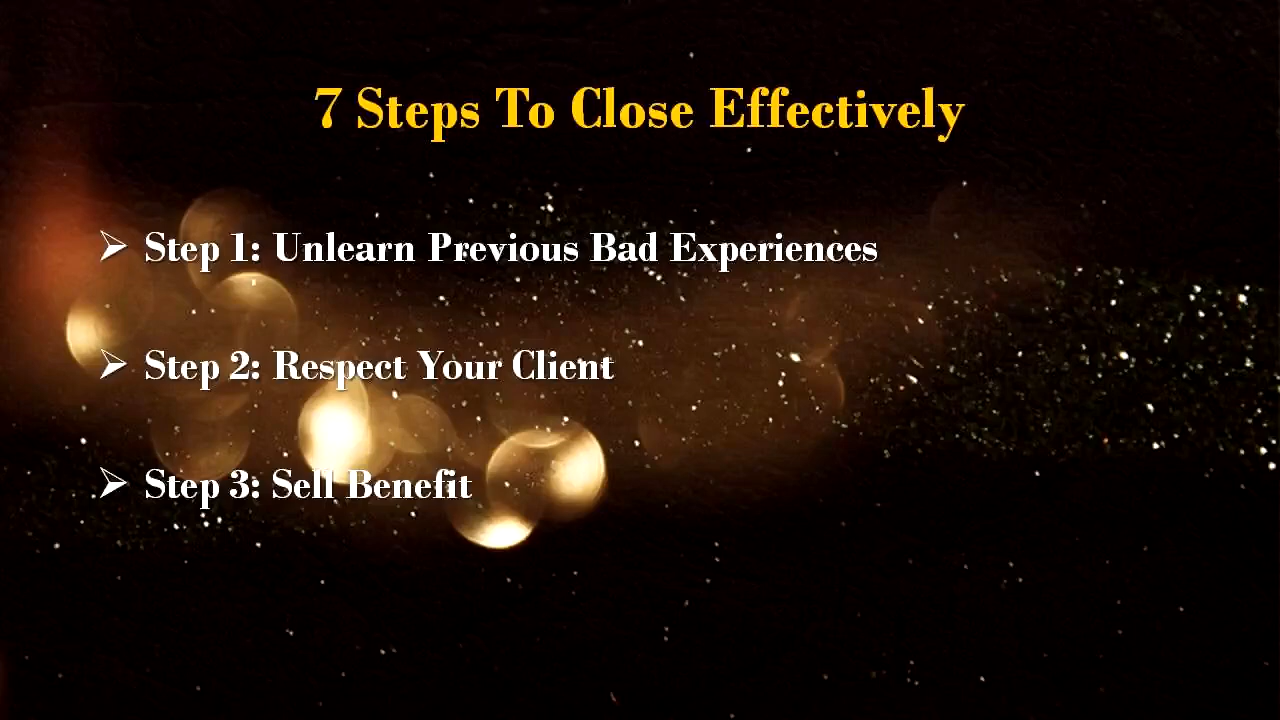 7 Steps To Close Effectively
➢ Step 1: Unlearn Previous Bad Experiences
➢ Step 2: Respect Your Client
➢ Step 3: Sell Benefit